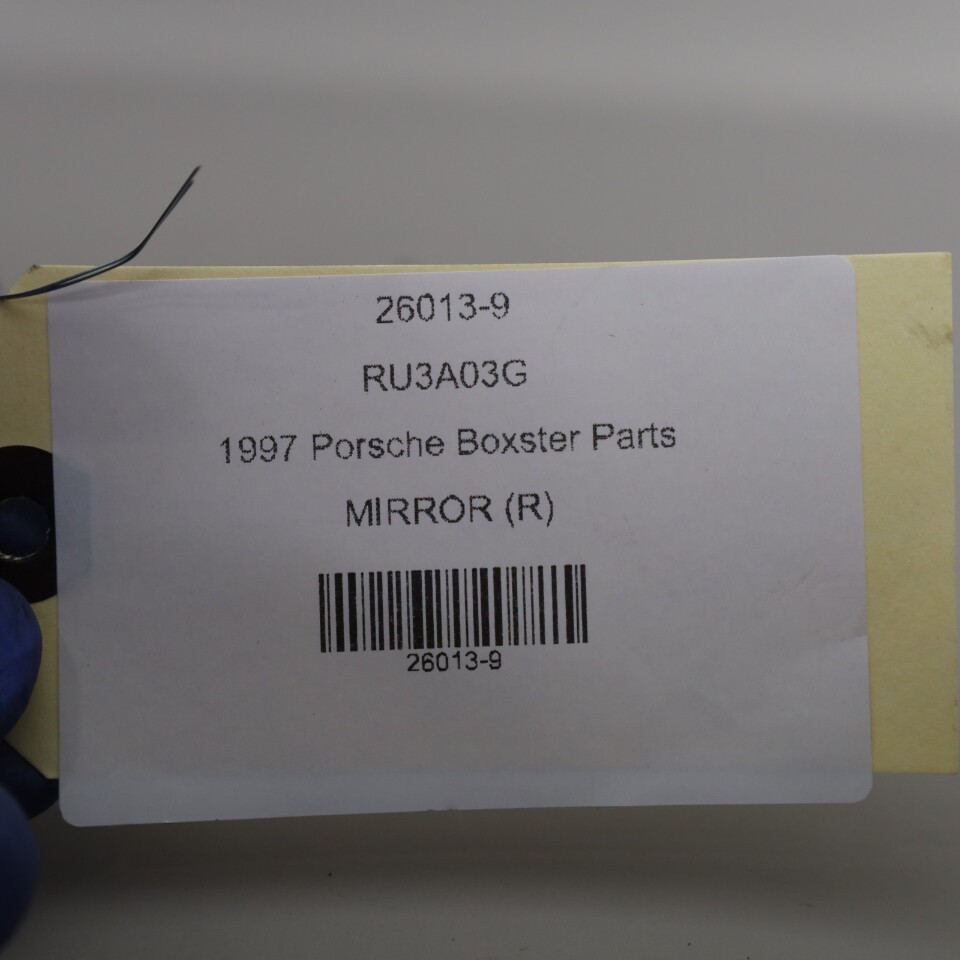 26013-9
RU3A03G
1997 Porsche Boxster Parts
MIRROR (R)
26013-9